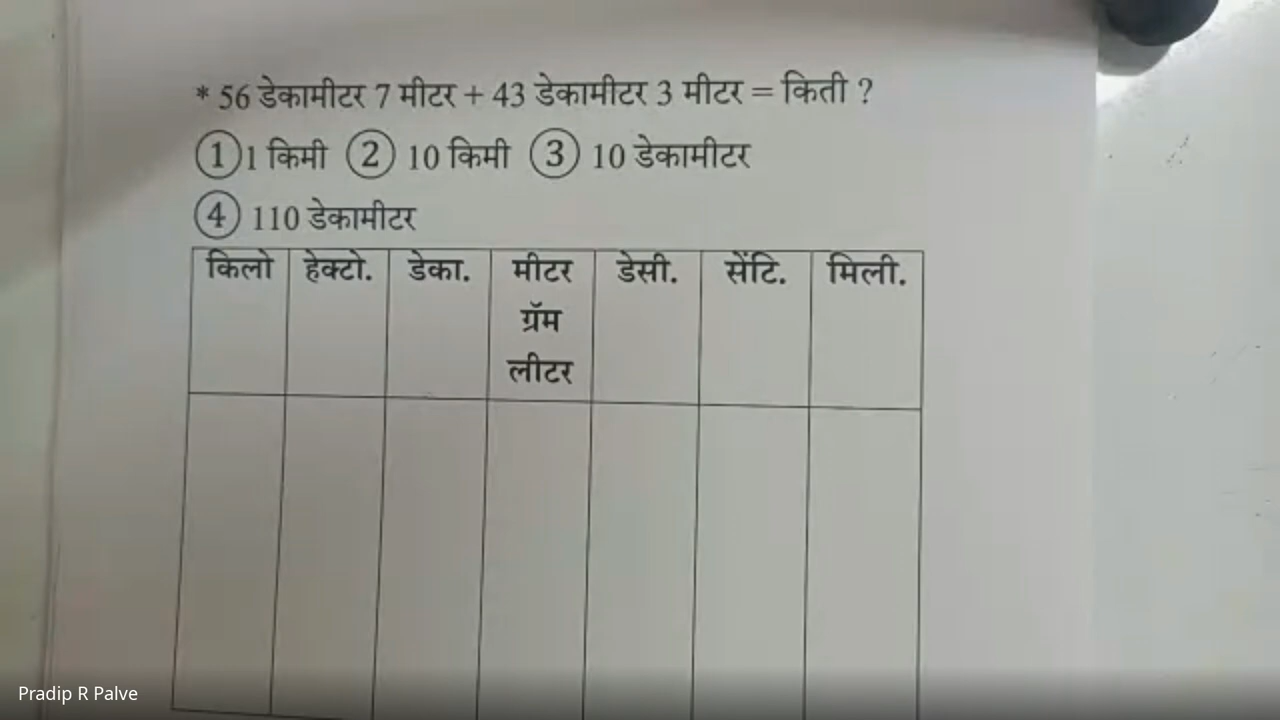 * 56 डेकामीटर 7 मीटर + 43 डेकामीटर 3 मीटर = किती ?
① 1 किमी ② 10 किमी ③ 10 डेकामीटर
④ 110 डेकामीटर
किलो हेक्टो. डेका. मीटर डेसी. सेंटि. मिली.
ग्रॅम
लीटर
Pradip R Palve